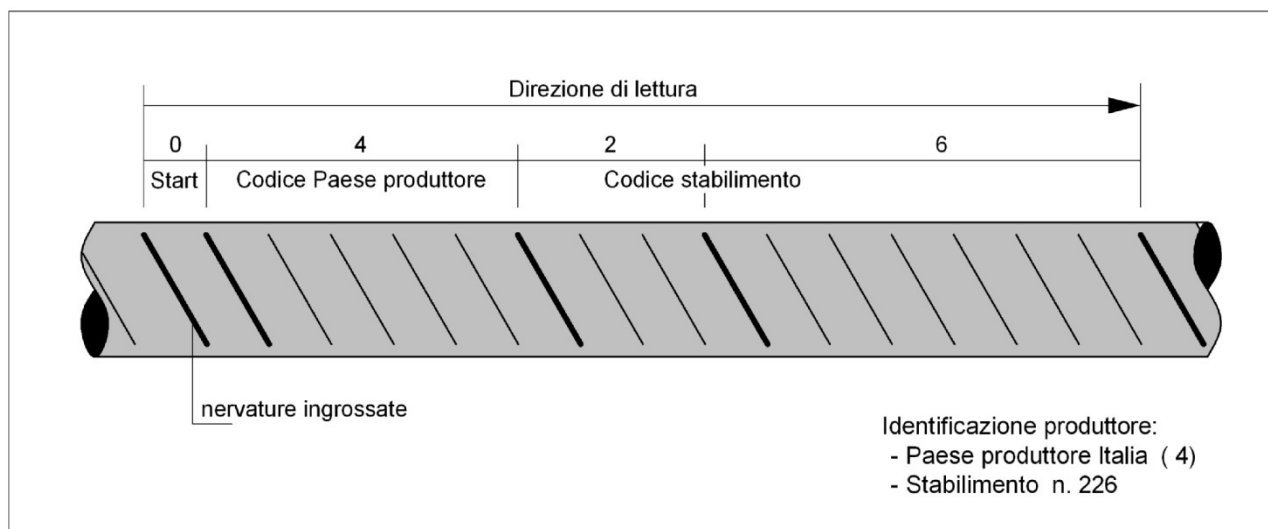 Direzione di lettura
0 4 2 6
Start Codice Paese produttore Codice stabilimento
nervature ingrossate
Identificazione produttore:
- Paese produttore Italia ( 4)
- Stabilimento n. 226